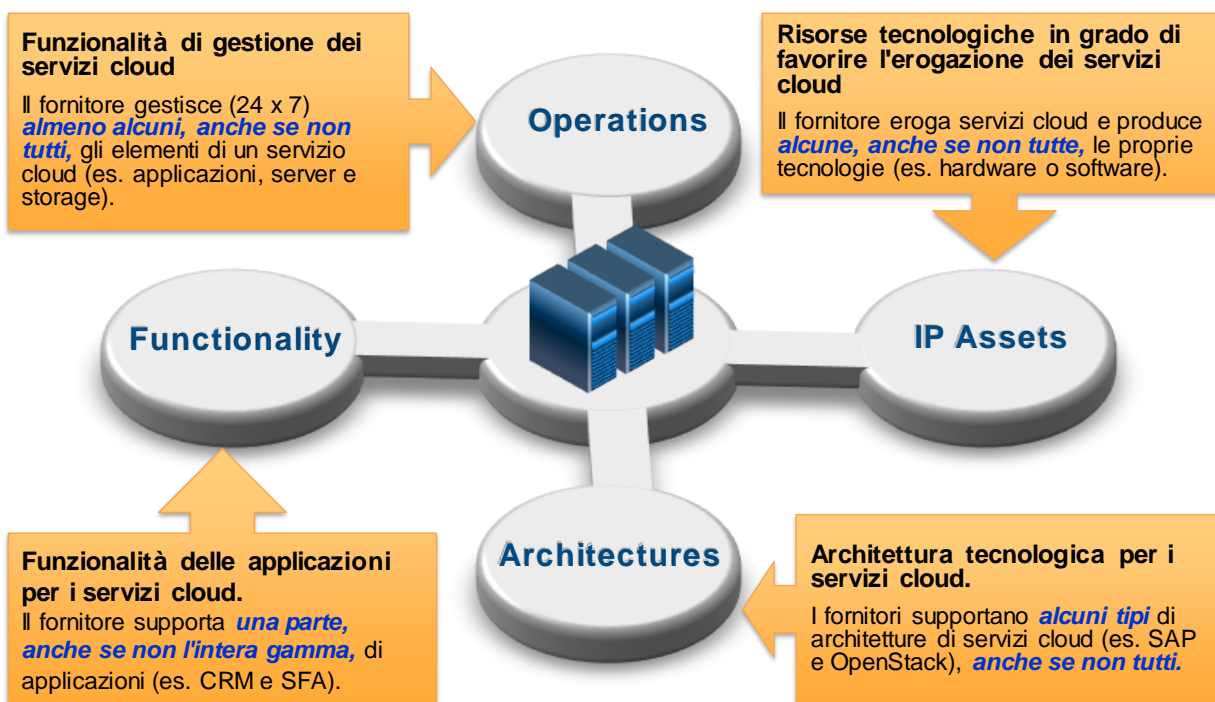 Funzionalità di gestione dei
servizi cloud
Il fornitore gestisce (24 x 7)
almeno alcuni, anche se non
tutti, gli elementi di un servizio
cloud (es. applicazioni, server e
storage).
Operations
Risorse tecnologiche in grado di
favorire l'erogazione dei servizi
cloud
Il fornitore eroga servizi cloud e produce
alcune, anche se non tutte, le proprie
tecnologie (es. hardware o software).
Functionality
IP Assets
Architectures
Funzionalità delle applicazioni
per i servizi cloud.
Il fornitore supporta una parte,
anche se non l'intera gamma, di
applicazioni (es. CRM e SFA).
Architettura tecnologica per i
servizi cloud.
I fornitori supportano alcuni tipi di
architetture di servizi cloud (es. SAP
e OpenStack), anche se non tutti.